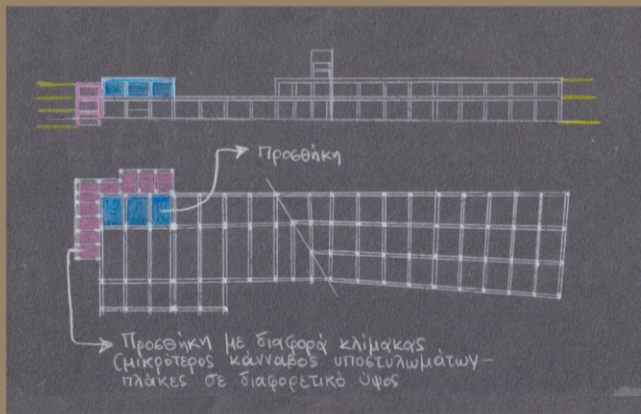 Προσθήκη
Προσθήκη με διαφορά κλίμακας
(μικρότερος κάνναβος υποστυλωμάτων-
πλάκες σε διαφορετικό ύψος